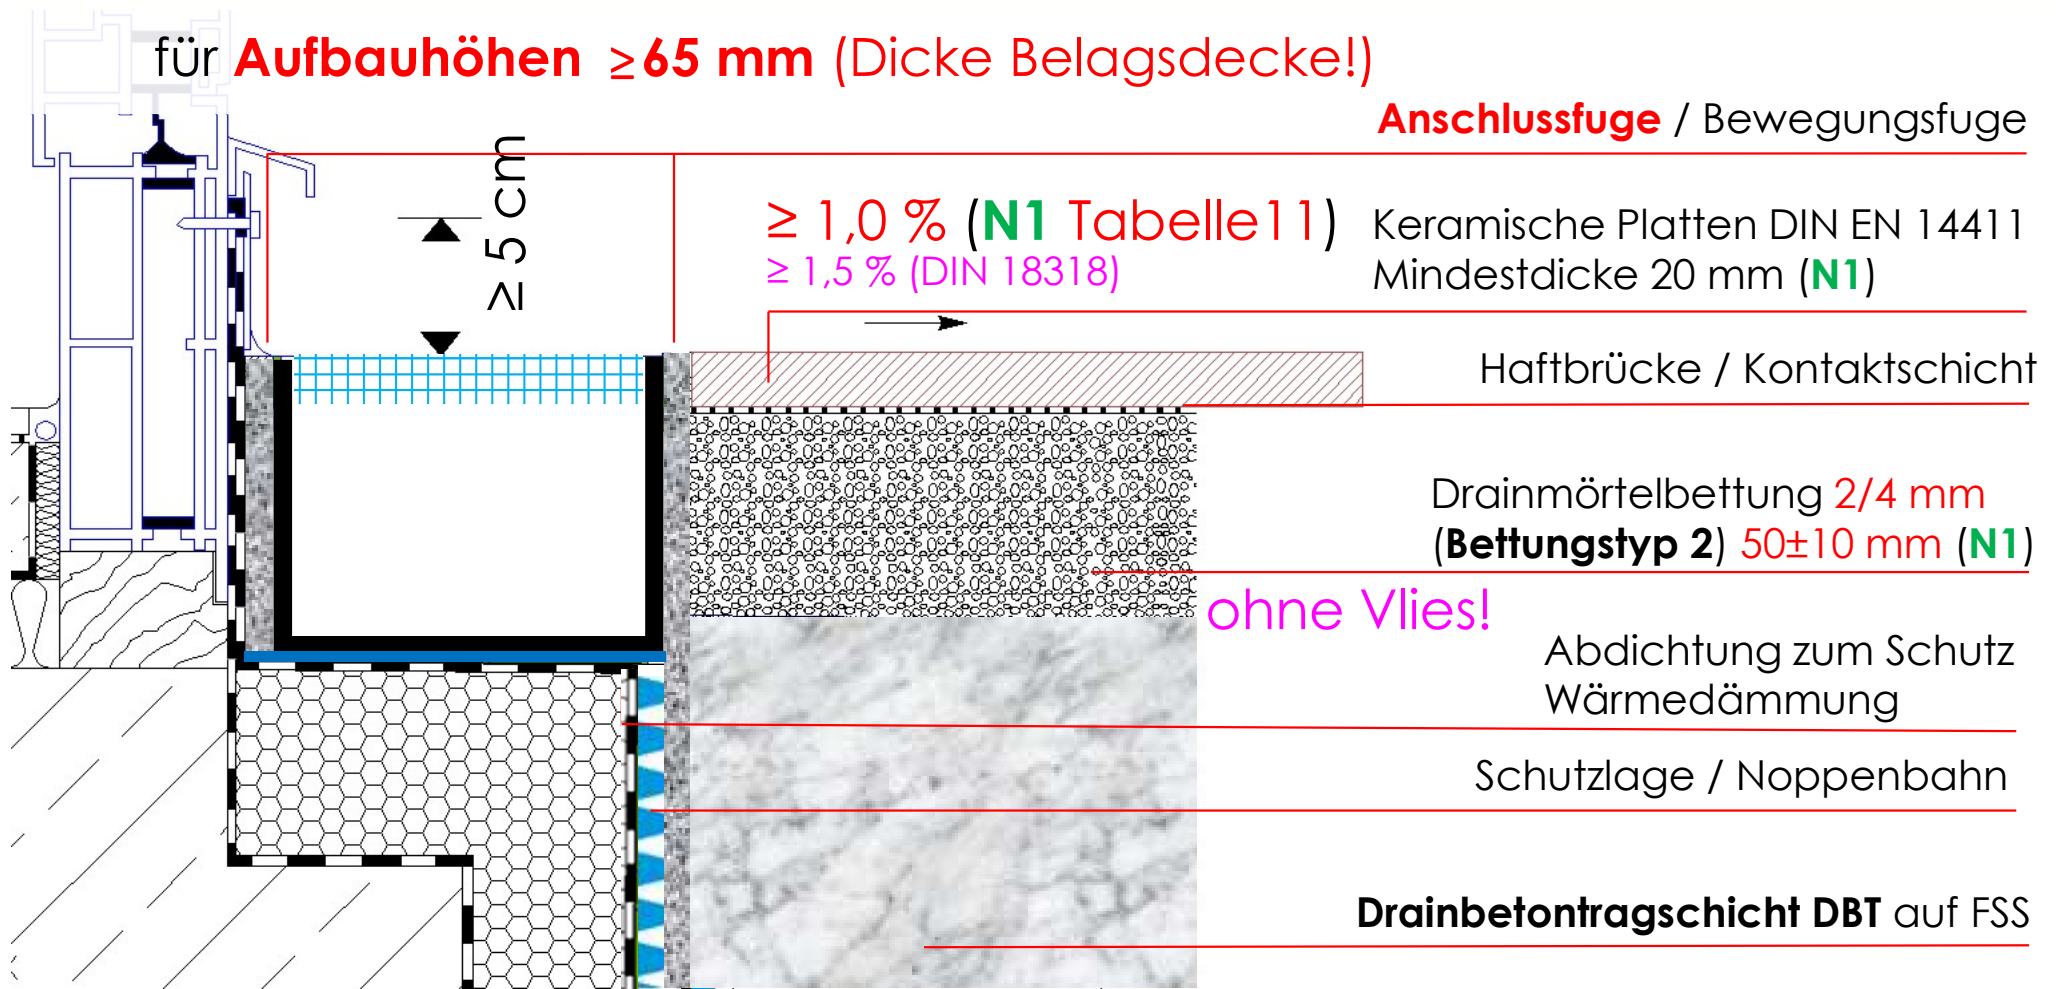 für Aufbauhöhen ≥65 mm (Dicke Belagsdecke!)
Anschlussfuge / Bewegungsfuge
≥ 5 cm
≥ 1,0 % (N1 Tabelle11)
≥ 1,5 % (DIN 18318)
Keramische Platten DIN EN 14411
Mindestdicke 20 mm (N1)
Haftbrücke / Kontaktschicht
Drainmörtelbettung 2/4 mm
(Bettungstyp 2) 50±10 mm (N1)
ohne Vlies!
Abdichtung zum Schutz
Wärmedämmung
Schutzlage / Noppenbahn
Drainbetontragschicht DBT auf FSS